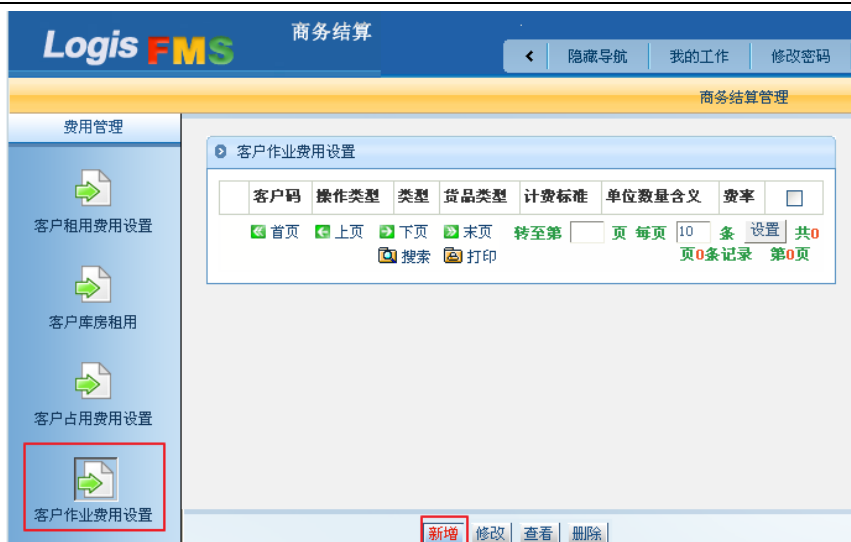 Logis FMS
商务结算
隐藏导航 我的工作 修改密码
商务结算管理
费用管理
客户租用费用设置
客户库房租用
客户占用费用设置
客户作业费用设置
客户作业费用设置
客户码 操作类型 类型 货品类型 计费标准 单位数量含义 费率
首页 上页 下页 末页 转至第 页 每页 10 条 设置 共0
搜索 打印 页0条记录 第0页
新增 修改 查看 删除